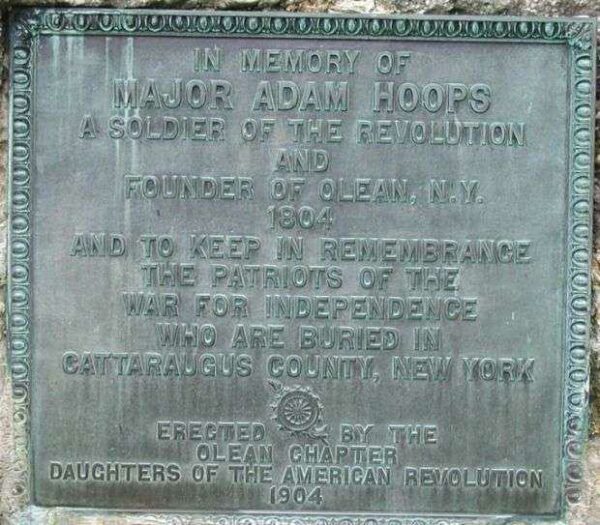 IN MEMORY OF
MAJOR ADAM HOOPS
A SOLDIER OF THE REVOLUTION
AND
FOUNDER OF OLEAN, N.Y.
1804
AND TO KEEP IN REMEMBRANCE
THE PATRIOTS OF THE
WAR FOR INDEPENDENCE
WHO ARE BURIED IN
CATTARAUGUS COUNTY, NEW YORK
ERECTED BY THE
OLEAN CHAPTER
DAUGHTERS OF THE AMERICAN REVOLUTION
1904